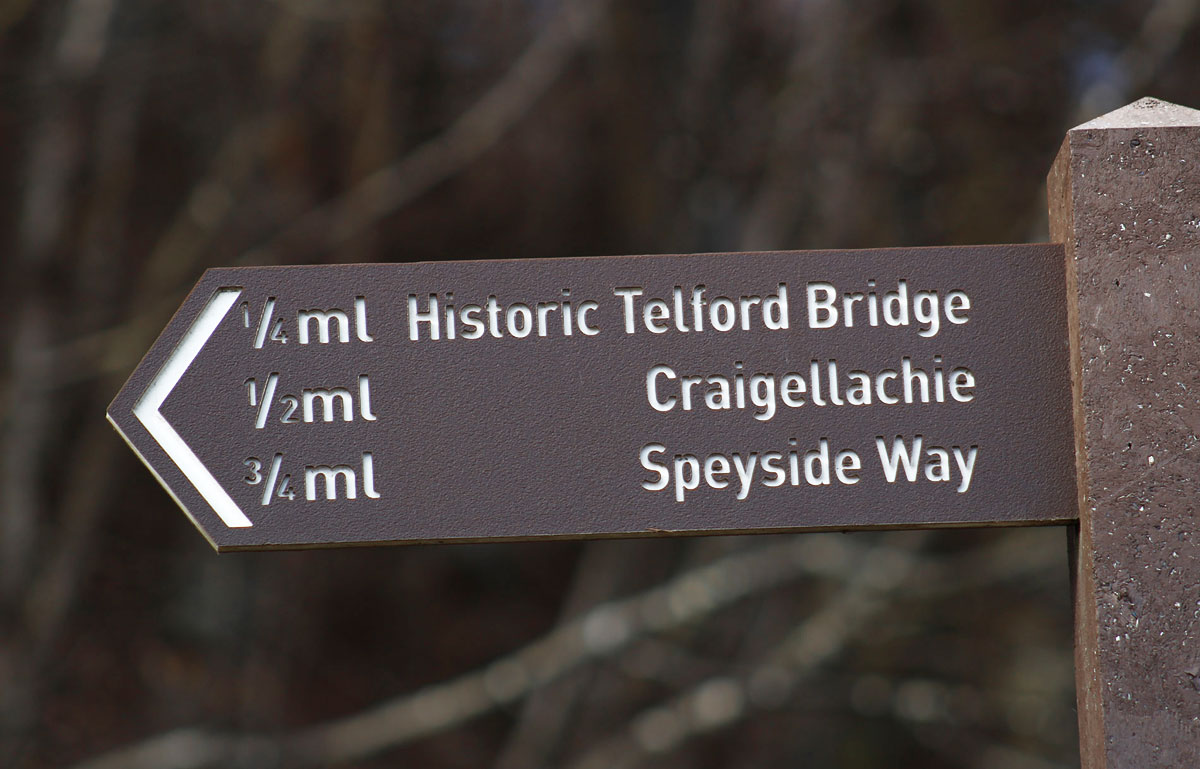 1/4 ml Historic Telford Bridge
1/2 ml Craigellachie
3/4 ml Speyside Way